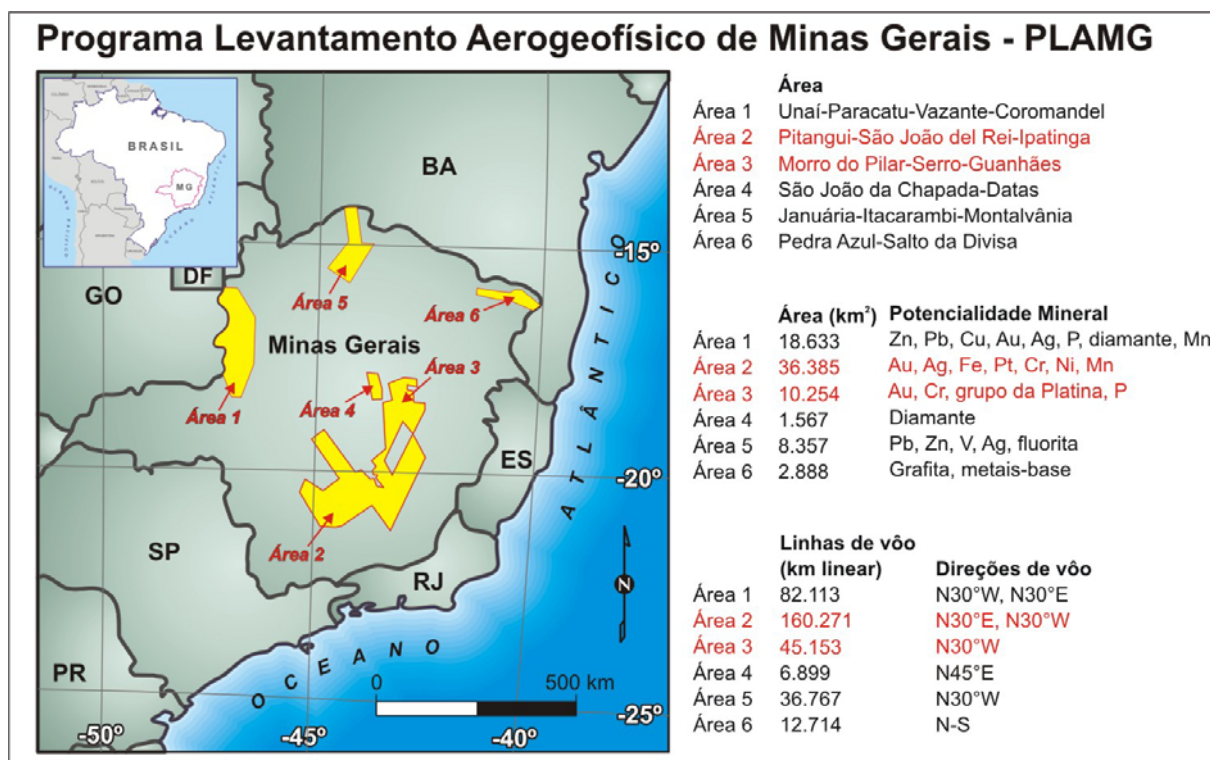 Programa Levantamento Aerogeofísico de Minas Gerais - PLAMG
BRASIL
MG
BA
DF
GO
Minas Gerais
Área 5
Área 6
Área 3
Área 4
Área 1
Área 2
ES
SP
RJ
PR
OCEANO
ATLÂNTICO
N
0
500 km
-15º
-20º
-25º
-50º
-45º
-40º
Área
Área 1 Unaí-Paracatu-Vazante-Coromandel
Área 2 Pitangui-São João del Rei-Ipatinga
Área 3 Morro do Pilar-Serro-Guanhães
Área 4 São João da Chapada-Datas
Área 5 Januária-Itacarambi-Montalvânia
Área 6 Pedra Azul-Salto da Divisa
Área (km²) Potencialidade Mineral
Área 1 18.633 Zn, Pb, Cu, Au, Ag, P, diamante, Mn
Área 2 36.385 Au, Ag, Fe, Pt, Cr, Ni, Mn
Área 3 10.254 Au, Cr, grupo da Platina, P
Área 4 1.567 Diamante
Área 5 8.357 Pb, Zn, V, Ag, fluorita
Área 6 2.888 Grafita, metais-base
Linhas de vôo
(km linear) Direções de vôo
Área 1 82.113 N30°W, N30°E
Área 2 160.271 N30°E, N30°W
Área 3 45.153 N30°W
Área 4 6.899 N45°E
Área 5 36.767 N30°W
Área 6 12.714 N-S